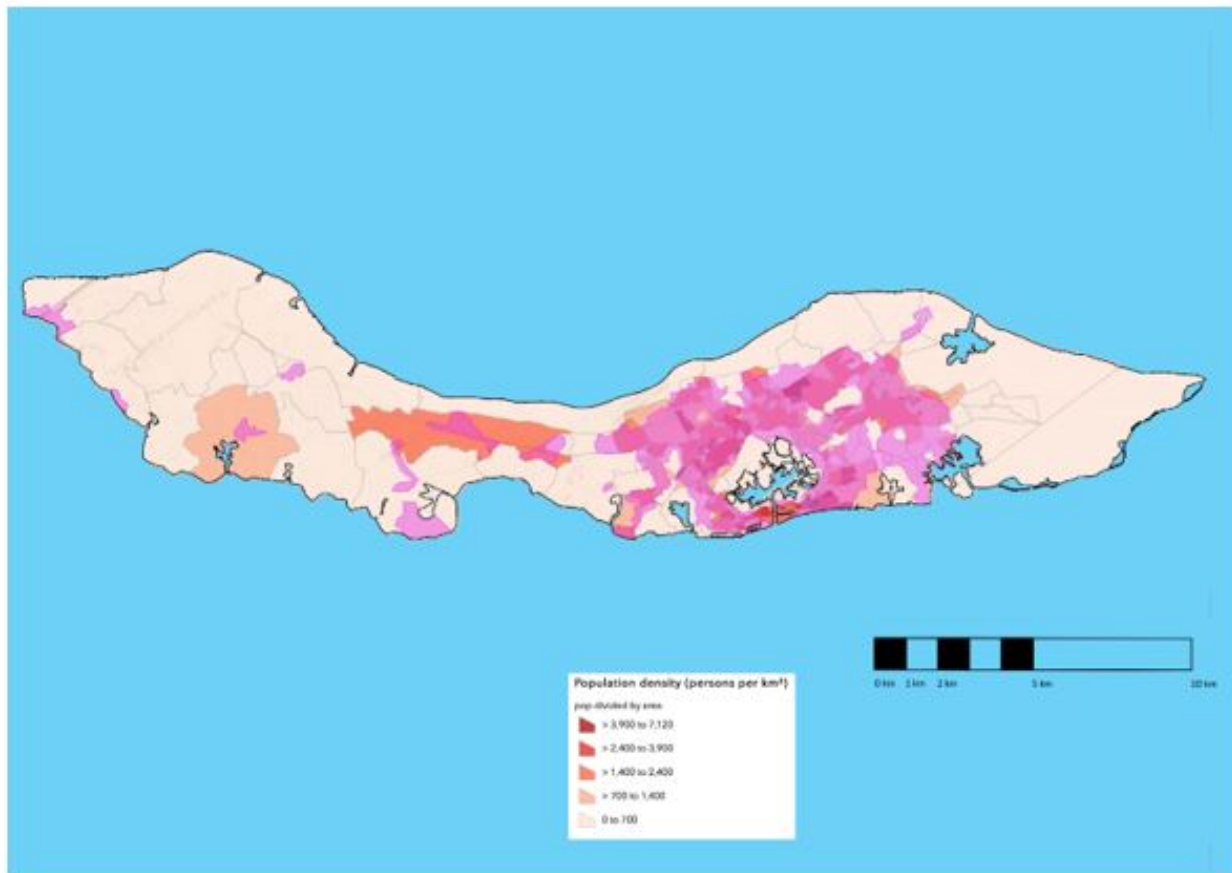 0 km 1 km 2 km 5 km 10 km
Population density (persons per km²)
pop divided by area
> 3,900 to 7,120
> 2,400 to 3,900
> 1,400 to 2,400
> 700 to 1,400
0 to 700